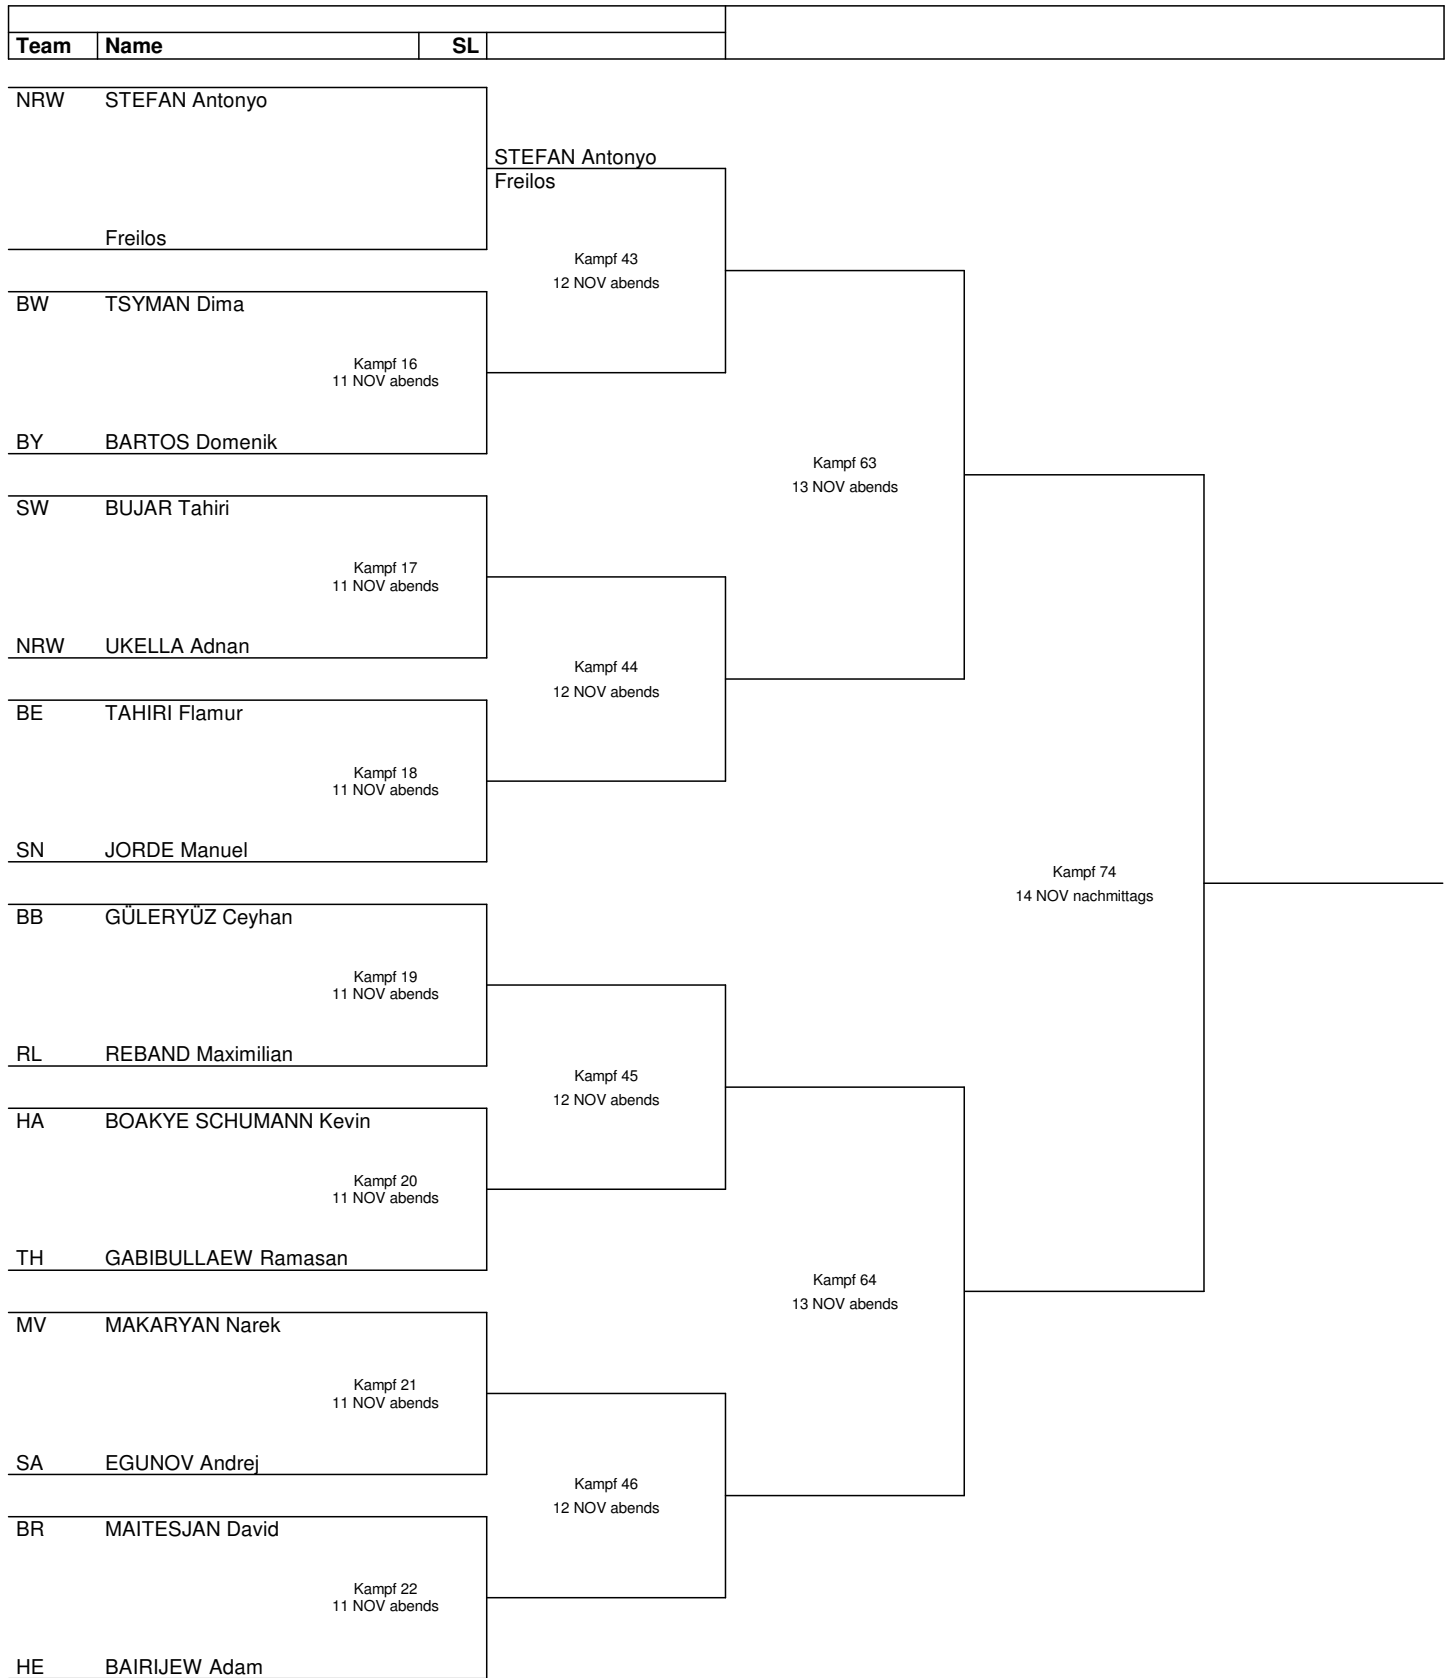 Team Name SL
NRW STEFAN Antonyo
STEFAN Antonyo
Freilos
Freilos
Kampf 43
12 NOV abends
BW TSYMAN Dima
Kampf 16
11 NOV abends
BY BARTOS Domenik
Kampf 63
13 NOV abends
SW BUJAR Tahiri
Kampf 17
11 NOV abends
NRW UKELLA Adnan
Kampf 44
12 NOV abends
BE TAHIRI Flamur
Kampf 18
11 NOV abends
SN JORDE Manuel
Kampf 74
14 NOV nachmittags
BB GÜLERYÜZ Ceyhan
Kampf 19
11 NOV abends
RL REBAND Maximilian
Kampf 45
12 NOV abends
HA BOAKYE SCHUMANN Kevin
Kampf 20
11 NOV abends
TH GABIBULLAEW Ramasan
Kampf 64
13 NOV abends
MV MAKARYAN Narek
Kampf 21
11 NOV abends
SA EGUNOV Andrej
Kampf 46
12 NOV abends
BR MAITESJAN David
Kampf 22
11 NOV abends
HE BAIRIJEW Adam